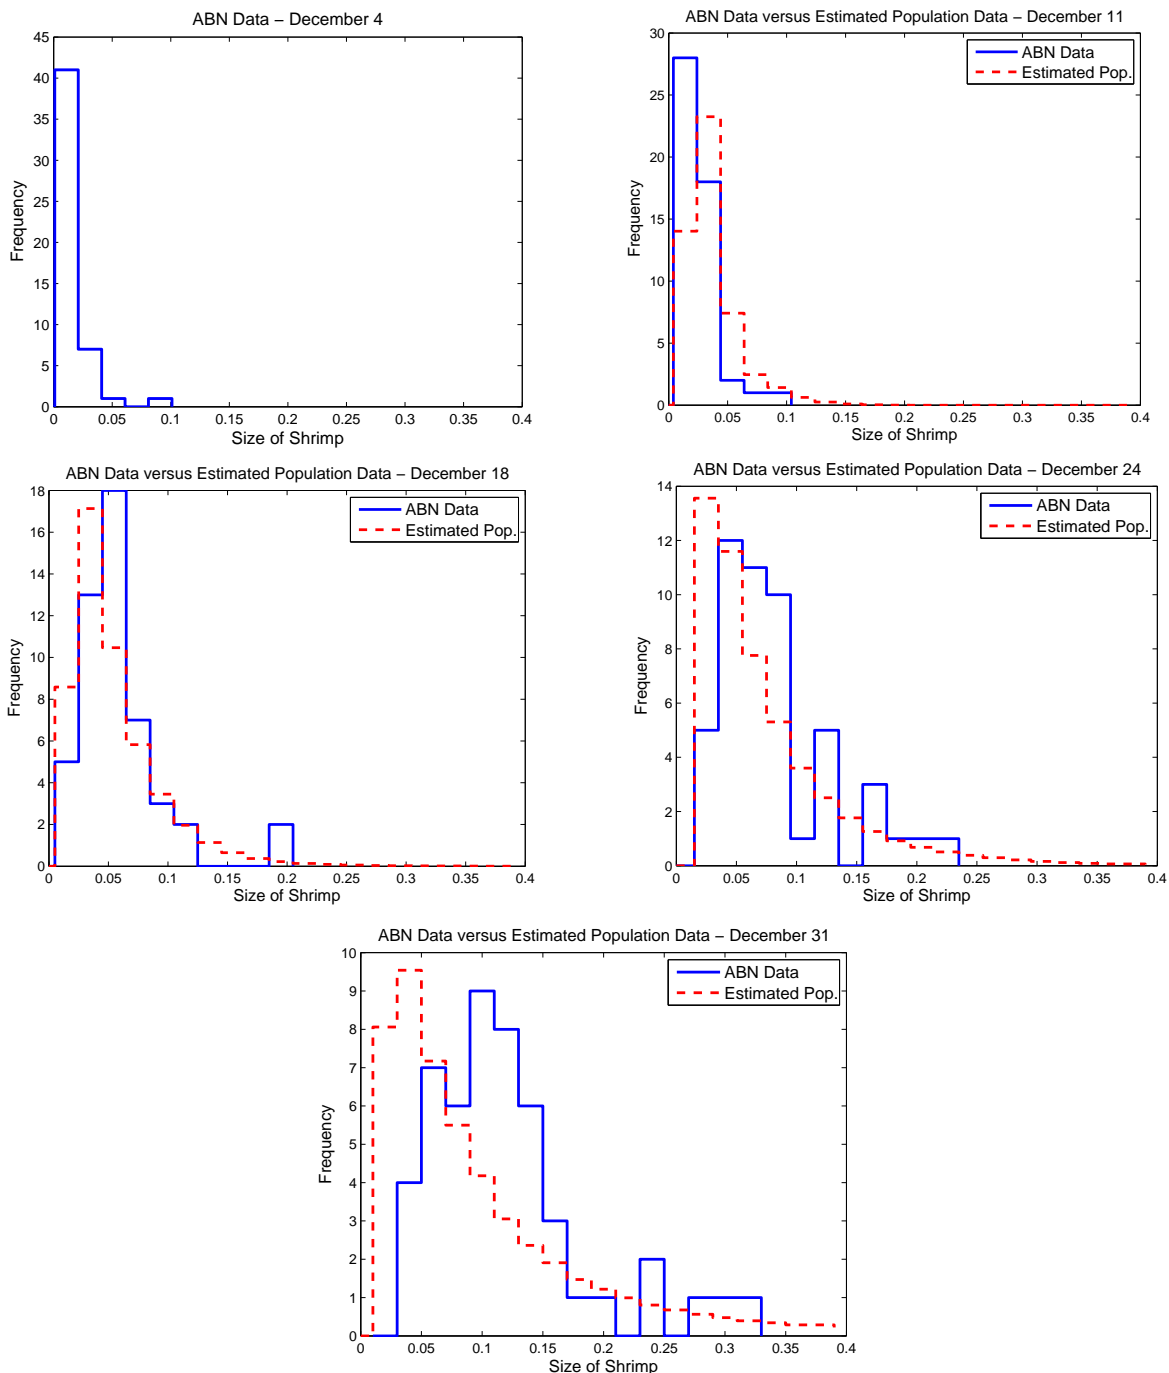 ABN Data – December 4
45
40
35
30
25
20
15
10
5
0
Frequency
0 0.05 0.1 0.15 0.2 0.25 0.3 0.35 0.4
Size of Shrimp
ABN Data versus Estimated Population Data – December 11
30
25
20
15
10
5
0
Frequency
ABN Data
Estimated Pop.
0 0.05 0.1 0.15 0.2 0.25 0.3 0.35 0.4
Size of Shrimp
ABN Data versus Estimated Population Data – December 18
18
16
14
12
10
8
6
4
2
0
Frequency
ABN Data
Estimated Pop.
0 0.05 0.1 0.15 0.2 0.25 0.3 0.35 0.4
Size of Shrimp
ABN Data versus Estimated Population Data – December 24
14
12
10
8
6
4
2
0
Frequency
ABN Data
Estimated Pop.
0 0.05 0.1 0.15 0.2 0.25 0.3 0.35 0.4
Size of Shrimp
ABN Data versus Estimated Population Data – December 31
10
9
8
7
6
5
4
3
2
1
0
Frequency
ABN Data
Estimated Pop.
0 0.05 0.1 0.15 0.2 0.25 0.3 0.35 0.4
Size of Shrimp